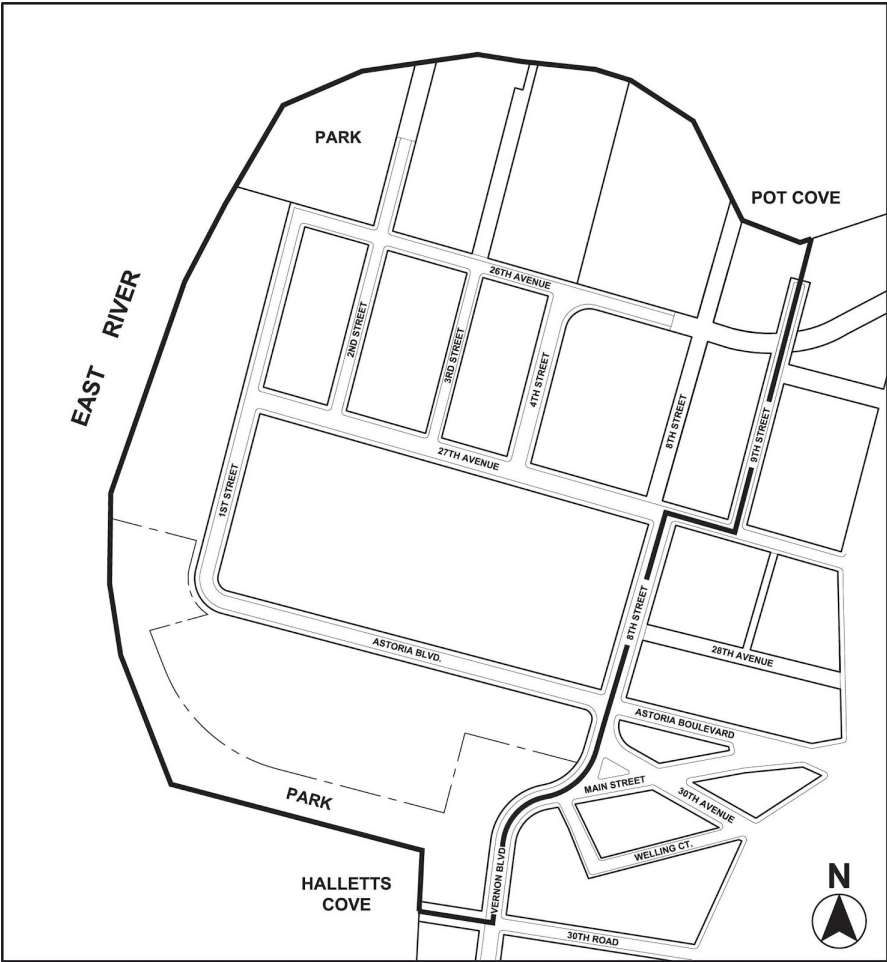 PARK
POT COVE
26TH AVENUE
EAST RIVER
2ND STREET
3RD STREET
4TH STREET
8TH STREET
9TH STREET
27TH AVENUE
1ST STREET
8TH STREET
ASTORIA BLVD.
28TH AVENUE
ASTORIA BOULEVARD
MAIN STREET
30TH AVENUE
PARK
WELLING CT.
VERNON BLVD
HALLETTS
COVE
N
30TH ROAD